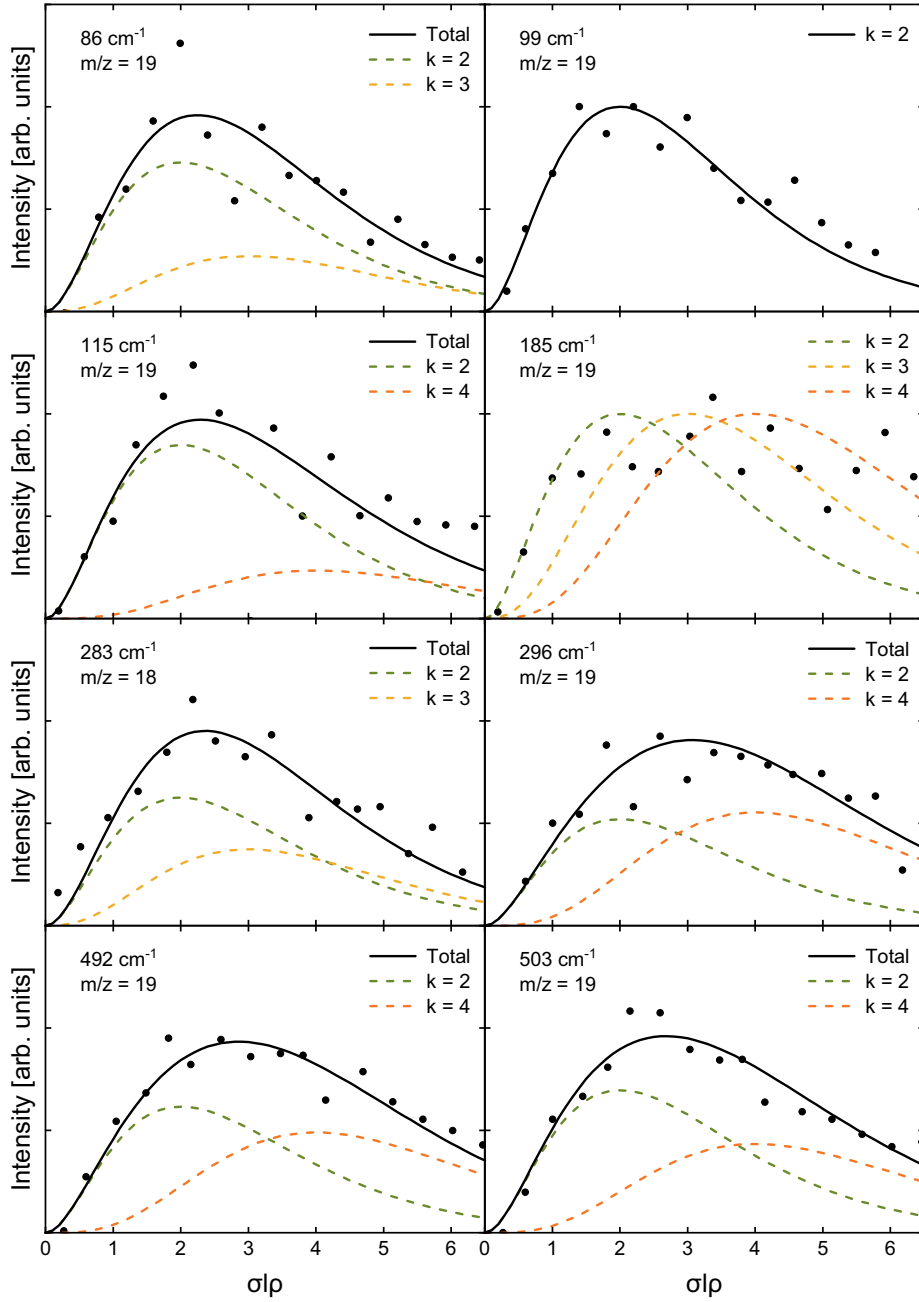 86 cm⁻¹
m/z = 19
Total
k = 2
k = 3
99 cm⁻¹
m/z = 19
k = 2
Intensity [arb. units]
115 cm⁻¹
m/z = 19
Total
k = 2
k = 4
185 cm⁻¹
m/z = 19
k = 2
k = 3
k = 4
Intensity [arb. units]
283 cm⁻¹
m/z = 18
Total
k = 2
k = 3
296 cm⁻¹
m/z = 19
Total
k = 2
k = 4
Intensity [arb. units]
492 cm⁻¹
m/z = 19
Total
k = 2
k = 4
503 cm⁻¹
m/z = 19
Total
k = 2
k = 4
Intensity [arb. units]
0 1 2 3 4 5 6 0 1 2 3 4 5 6
σlρ σlρ